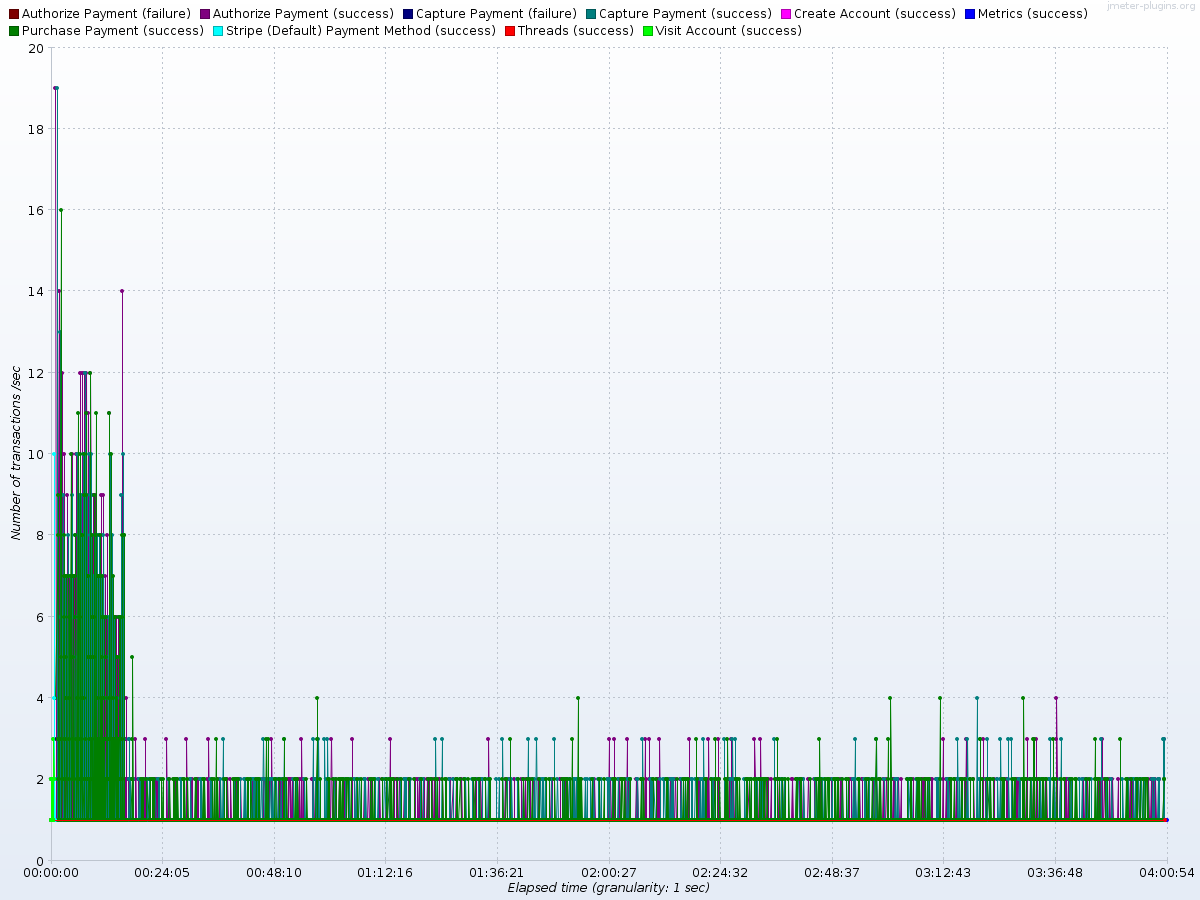 jmeter-plugins.org
Authorize Payment (failure) Authorize Payment (success) Capture Payment (failure) Capture Payment (success) Create Account (success) Metrics (success)
Purchase Payment (success) Stripe (Default) Payment Method (success) Threads (success) Visit Account (success)
20
18
16
14
12
10
8
6
4
2
0
Number of transactions /sec
00:00:00 00:24:05 00:48:10 01:12:16 01:36:21 02:00:27 02:24:32 02:48:37 03:12:43 03:36:48 04:00:54
Elapsed time (granularity: 1 sec)